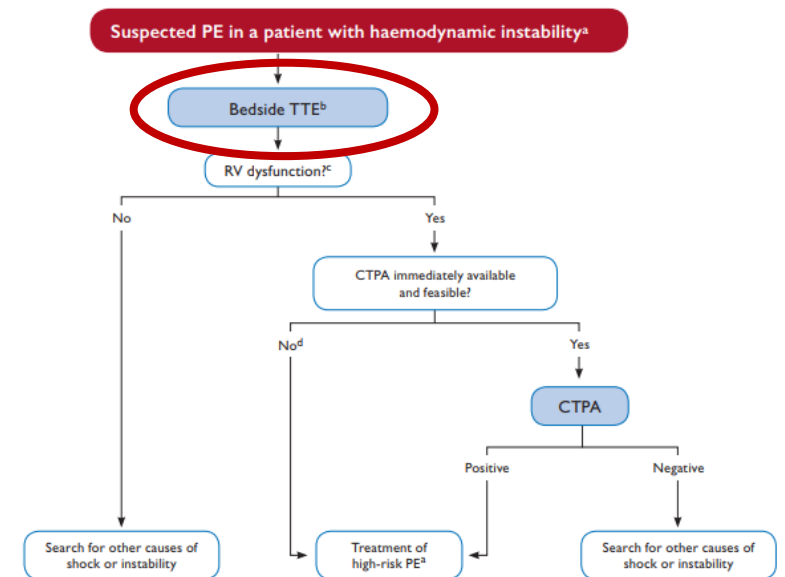 Suspected PE in a patient with haemodynamic instabilityᵃ
Bedside TTEᵇ
RV dysfunction?ᶜ
No
Yes
CTPA immediately available
and feasible?
Noᵈ
Yes
CTPA
Positive
Negative
Search for other causes of
shock or instability
Treatment of
high-risk PEᵃ
Search for other causes of
shock or instability